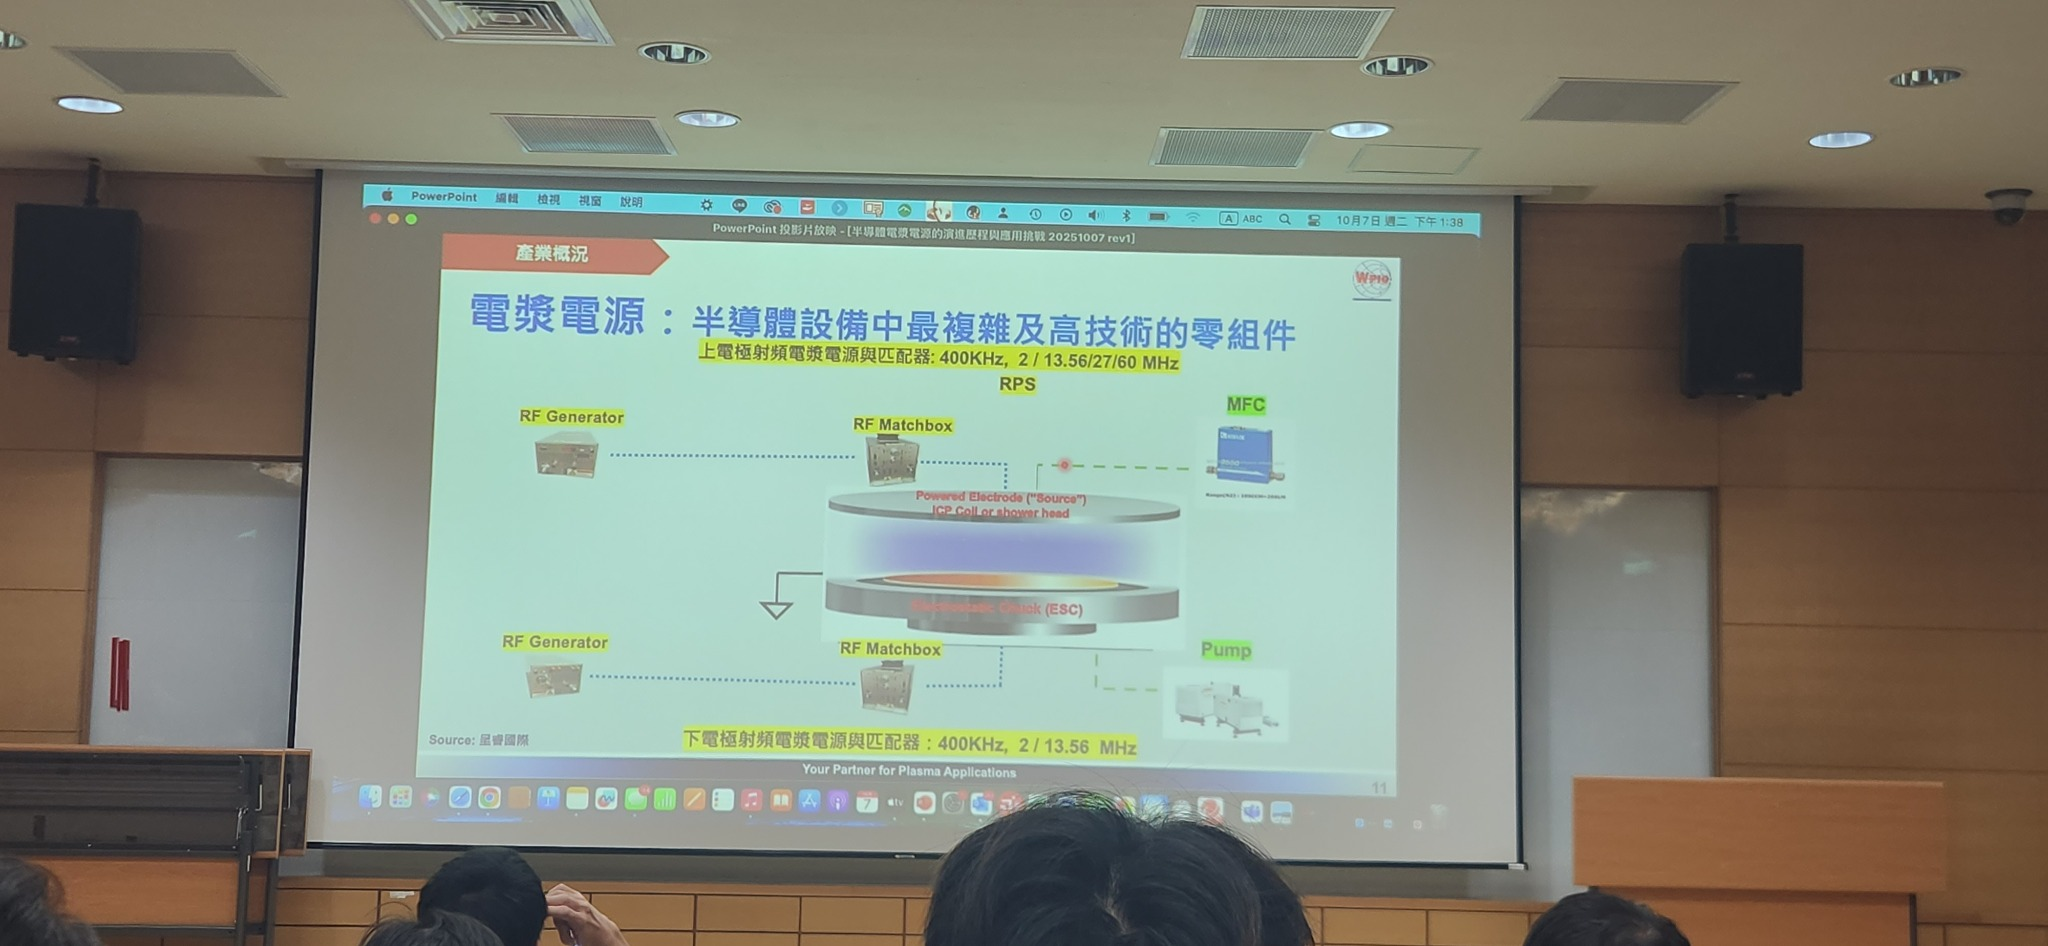 PowerPoint 編輯 檢視 視窗 說明
A ABC 10月7日 週二 下午1:38
PowerPoint 投影片放映 - [半導體電漿電源的演進歷程與應用挑戰 20251007 rev1]
產業概況
WPIO
電漿電源：半導體設備中最複雜及高技術的零組件
上電極射頻電漿電源與匹配器: 400KHz, 2 / 13.56/27/60 MHz
RPS
MFC
RF Generator
RF Matchbox
Powered Electrode ("Source")
ICP Coil or shower head
Electrostatic Chuck (ESC)
RF Generator
RF Matchbox
Pump
下電極射頻電漿電源與匹配器：400KHz, 2 / 13.56 MHz
Source: 呈睿國際
Your Partner for Plasma Applications
11
7
tv